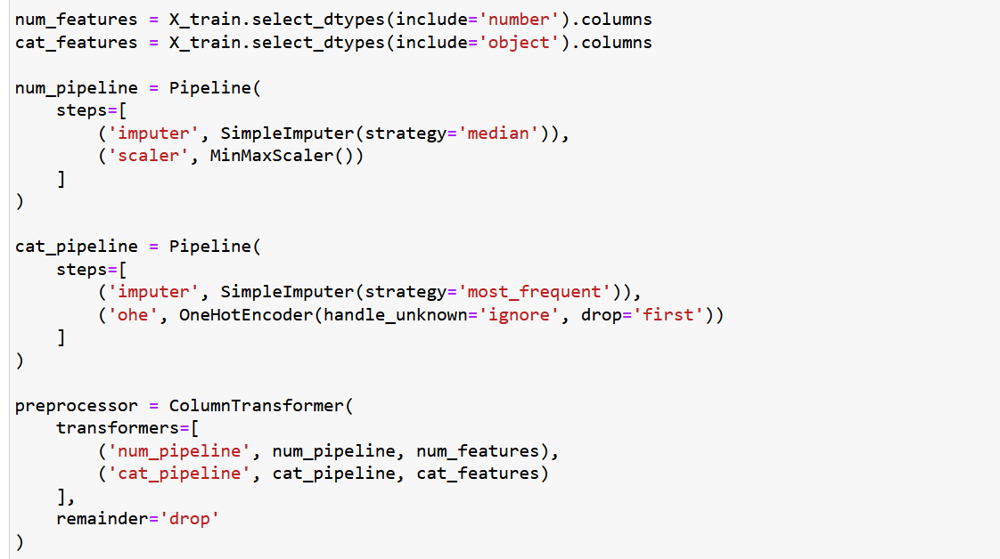 num_features = X_train.select_dtypes(include='number').columns
cat_features = X_train.select_dtypes(include='object').columns

num_pipeline = Pipeline(
    steps=[
        ('imputer', SimpleImputer(strategy='median')),
        ('scaler', MinMaxScaler())
    ]
)

cat_pipeline = Pipeline(
    steps=[
        ('imputer', SimpleImputer(strategy='most_frequent')),
        ('ohe', OneHotEncoder(handle_unknown='ignore', drop='first'))
    ]
)

preprocessor = ColumnTransformer(
    transformers=[
        ('num_pipeline', num_pipeline, num_features),
        ('cat_pipeline', cat_pipeline, cat_features)
    ],
    remainder='drop'
)